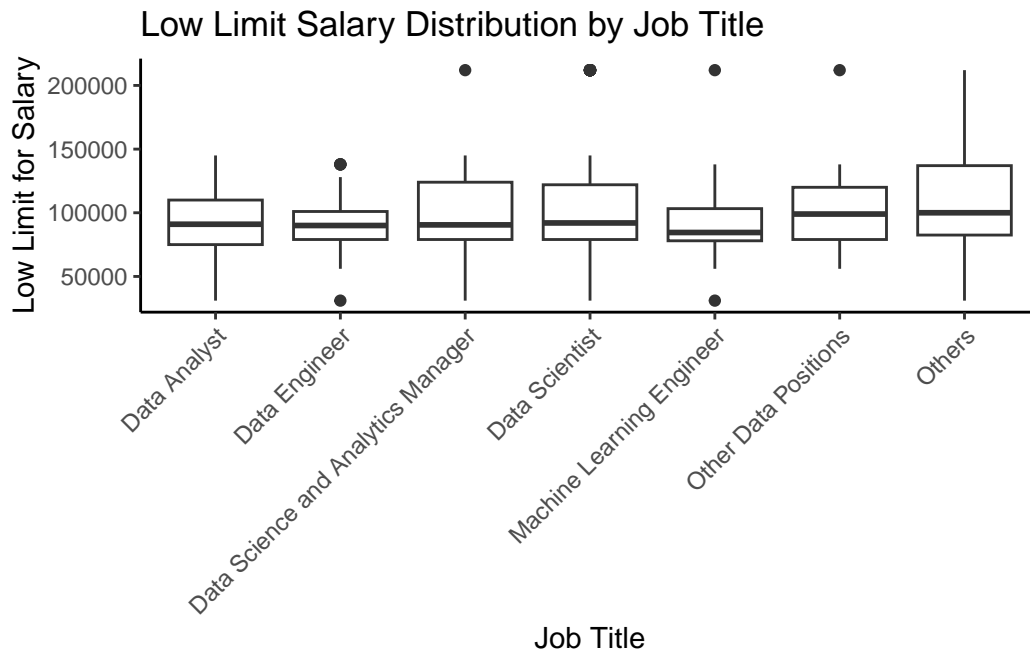 Low Limit Salary Distribution by Job Title
Low Limit for Salary
200000
150000
100000
50000
Data Analyst
Data Engineer
Data Science and Analytics Manager
Data Scientist
Machine Learning Engineer
Other Data Positions
Others
Job Title